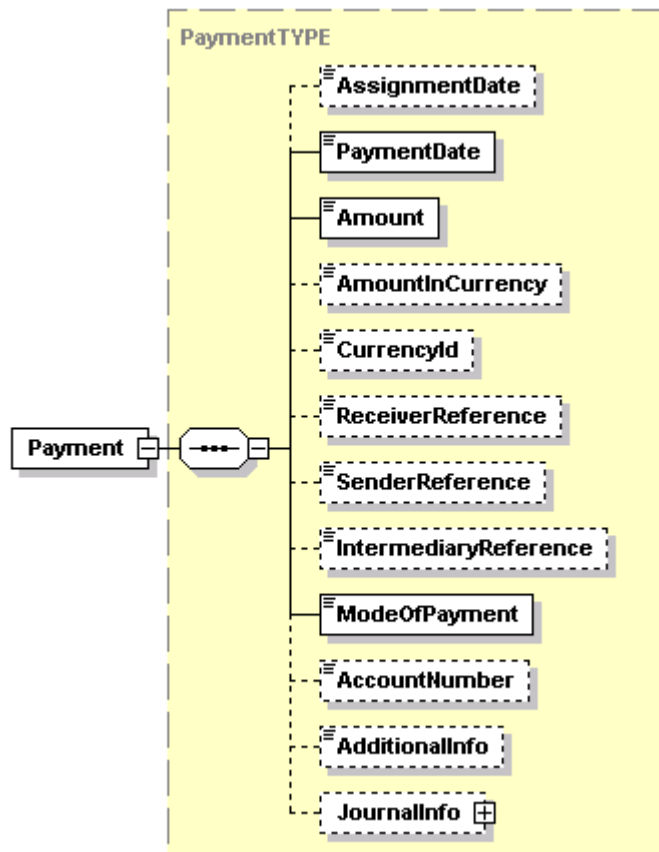 PaymentTYPE
AssignmentDate
PaymentDate
Amount
AmountInCurrency
CurrencyId
ReceiverReference
Payment
SenderReference
IntermediaryReference
ModeOfPayment
AccountNumber
AdditionalInfo
JournalInfo